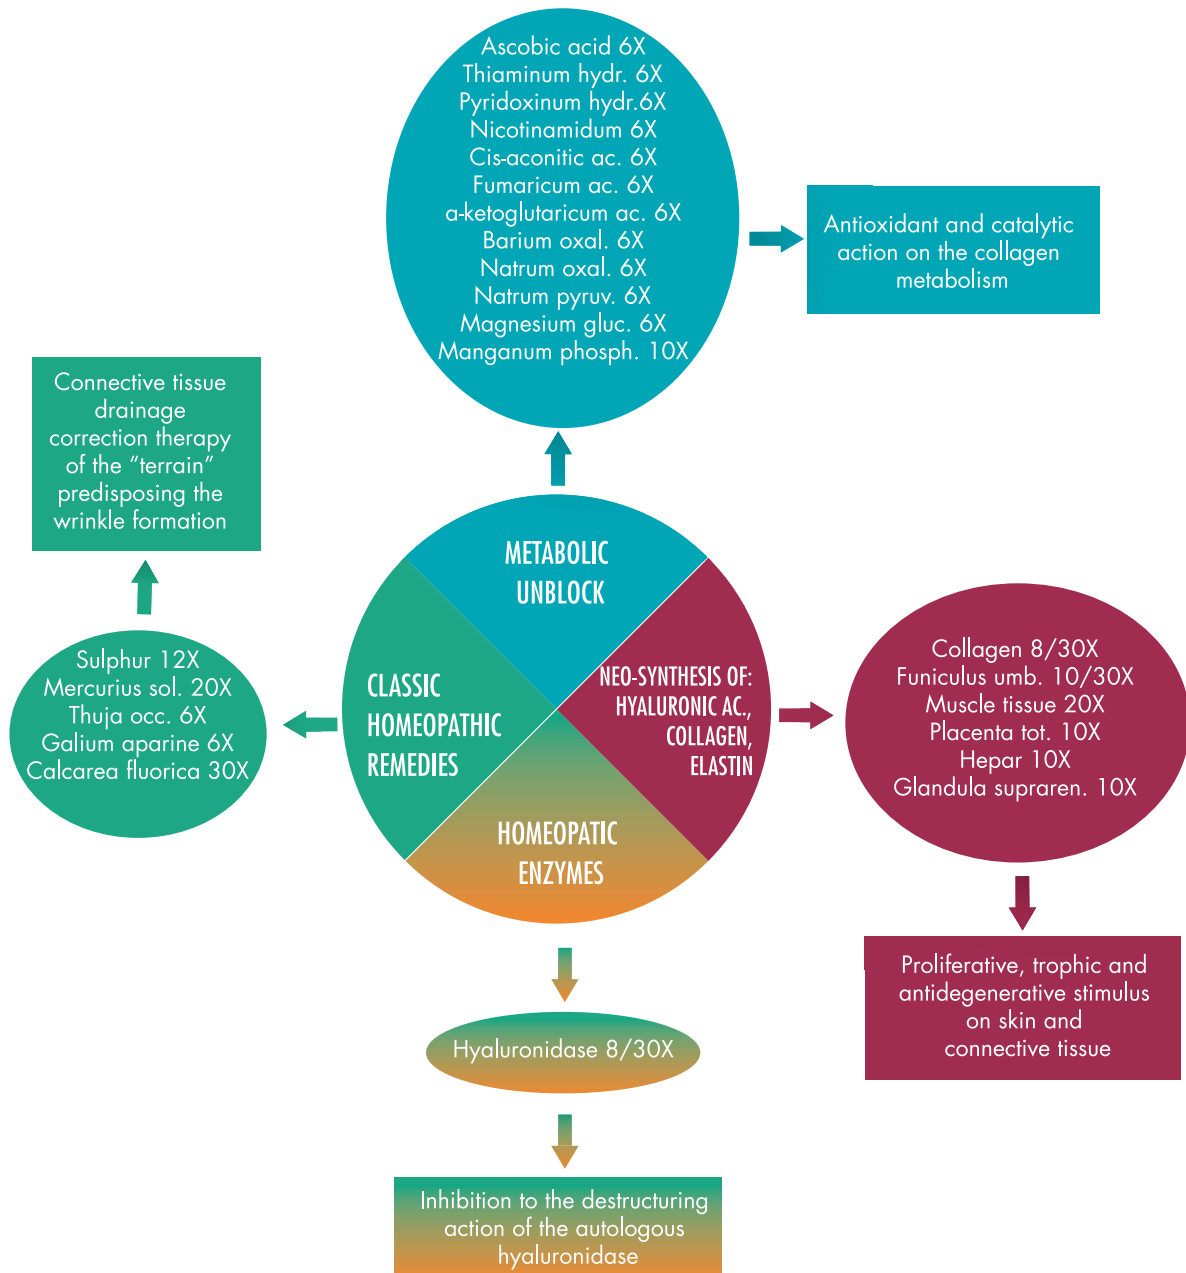 Ascobic acid 6X
Thiaminum hydr. 6X
Pyridoxinum hydr.6X
Nicotinamidum 6X
Cis-aconitic ac. 6X
Fumaricum ac. 6X
a-ketoglutaricum ac. 6X
Barium oxal. 6X
Natrum oxal. 6X
Natrum pyruv. 6X
Magnesium gluc. 6X
Manganum phosph. 10X
Antioxidant and catalytic
action on the collagen
metabolism
Connective tissue
drainage
correction therapy
of the “terrain”
predisposing the
wrinkle formation
METABOLIC
UNBLOCK
Sulphur 12X
Mercurius sol. 20X
Thuja occ. 6X
Galium aparine 6X
Calcarea fluorica 30X
CLASSIC
HOMEOPATHIC
REMEDIES
NEO-SYNTHESIS OF:
HYALURONIC AC.,
COLLAGEN,
ELASTIN
Collagen 8/30X
Funiculus umb. 10/30X
Muscle tissue 20X
Placenta tot. 10X
Hepar 10X
Glandula supraren. 10X
HOMEOPATIC
ENZYMES
Proliferative, trophic and
antidegenerative stimulus
on skin and
connective tissue
Hyaluronidase 8/30X
Inhibition to the destructuring
action of the autologous
hyaluronidase